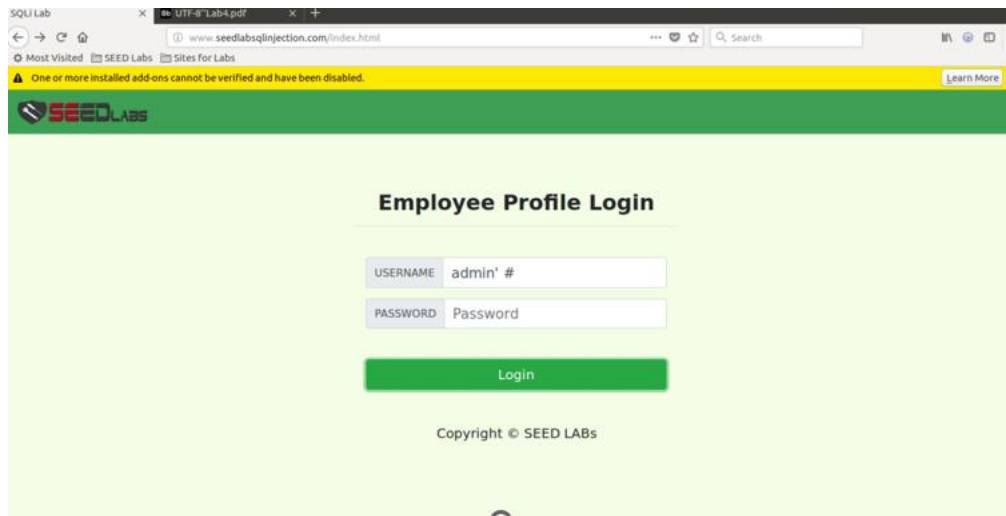 SQLi Lab × UTF-8''Lab4.pdf × +
www.seedlabsqlinjection.com/index.html ... Search
Most Visited SEED Labs Sites for Labs
One or more installed add-ons cannot be verified and have been disabled. Learn More
SEEDLABS
Employee Profile Login
USERNAME admin' #
PASSWORD Password
Login
Copyright © SEED LABs